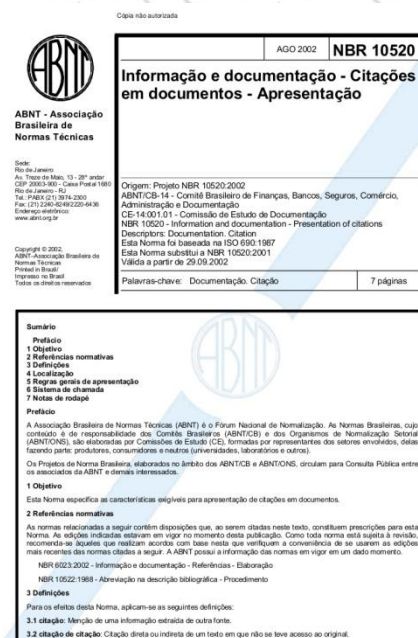 Cópia não autorizada
AGO 2002
NBR 10520
ABNT
Informação e documentação - Citações
em documentos - Apresentação
ABNT - Associação
Brasileira de
Normas Técnicas
Sede:
Rio de Janeiro
Av. Treze de Maio, 13 - 28º andar
CEP 20003-900 - Caixa Postal 1680
Rio de Janeiro - RJ
Tel.: PABX (21) 3974-2300
Fax: (21) 2240-8249/2220-6436
Endereço eletrônico:
www.abnt.org.br
Copyright © 2002,
ABNT–Associação Brasileira de
Normas Técnicas
Printed in Brazil/
Impresso no Brasil
Todos os direitos reservados
Origem: Projeto NBR 10520:2002
ABNT/CB-14 - Comitê Brasileiro de Finanças, Bancos, Seguros, Comércio,
Administração e Documentação
CE-14:001.01 - Comissão de Estudo de Documentação
NBR 10520 - Information and documentation - Presentation of citations
Descriptors: Documentation. Citation
Esta Norma foi baseada na ISO 690:1987
Esta Norma substitui a NBR 10520:2001
Válida a partir de 29.09.2002
Palavras-chave: Documentação. Citação
7 páginas
Sumário
Prefácio
1 Objetivo
2 Referências normativas
3 Definições
4 Localização
5 Regras gerais de apresentação
6 Sistema de chamada
7 Notas de rodapé
Prefácio
A Associação Brasileira de Normas Técnicas (ABNT) é o Fórum Nacional de Normalização. As Normas Brasileiras, cujo
conteúdo é de responsabilidade dos Comitês Brasileiros (ABNT/CB) e dos Organismos de Normalização Setorial
(ABNT/ONS), são elaboradas por Comissões de Estudo (CE), formadas por representantes dos setores envolvidos, delas
fazendo parte: produtores, consumidores e neutros (universidades, laboratórios e outros).
Os Projetos de Norma Brasileira, elaborados no âmbito dos ABNT/CB e ABNT/ONS, circulam para Consulta Pública entre
os associados da ABNT e demais interessados.
1 Objetivo
Esta Norma especifica as características exigíveis para apresentação de citações em documentos.
2 Referências normativas
As normas relacionadas a seguir contêm disposições que, ao serem citadas neste texto, constituem prescrições para esta
Norma. As edições indicadas estavam em vigor no momento desta publicação. Como toda norma está sujeita a revisão,
recomenda-se àqueles que realizam acordos com base nesta que verifiquem a conveniência de se usarem as edições
mais recentes das normas citadas a seguir. A ABNT possui a informação das normas em vigor em um dado momento.
NBR 6023:2002 - Informação e documentação - Referências - Elaboração
NBR 10522:1988 - Abreviação na descrição bibliográfica - Procedimento
3 Definições
Para os efeitos desta Norma, aplicam-se as seguintes definições:
3.1 citação: Menção de uma informação extraída de outra fonte.
3.2 citação de citação: Citação direta ou indireta de um texto em que não se teve acesso ao original.